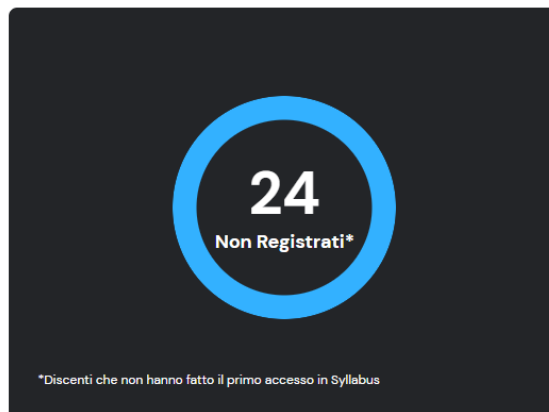 24
Non Registrati*
*Discenti che non hanno fatto il primo accesso in Syllabus